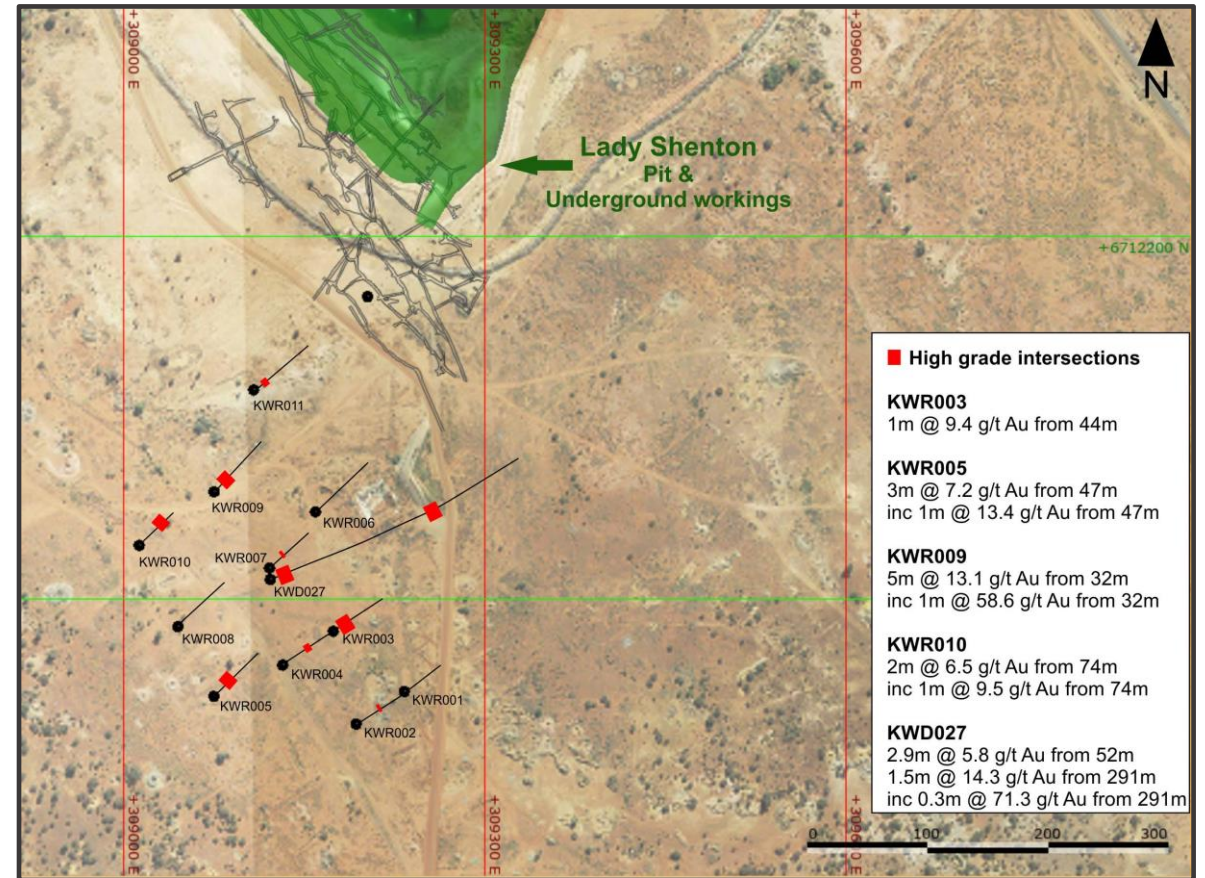 +309000 E
+309300 E
+309600 E
N
Lady Shenton
Pit &
Underground workings
+6712200 N
KWR011
KWR009
KWR006
KWR010
KWR007
KWD027
KWR008
KWR003
KWR004
KWR005
KWR001
KWR002
High grade intersections
KWR003
1m @ 9.4 g/t Au from 44m
KWR005
3m @ 7.2 g/t Au from 47m
inc 1m @ 13.4 g/t Au from 47m
KWR009
5m @ 13.1 g/t Au from 32m
inc 1m @ 58.6 g/t Au from 32m
KWR010
2m @ 6.5 g/t Au from 74m
inc 1m @ 9.5 g/t Au from 74m
KWD027
2.9m @ 5.8 g/t Au from 52m
1.5m @ 14.3 g/t Au from 291m
inc 0.3m @ 71.3 g/t Au from 291m
+309000 E
+309300 E
+309600 E
0 100 200 300